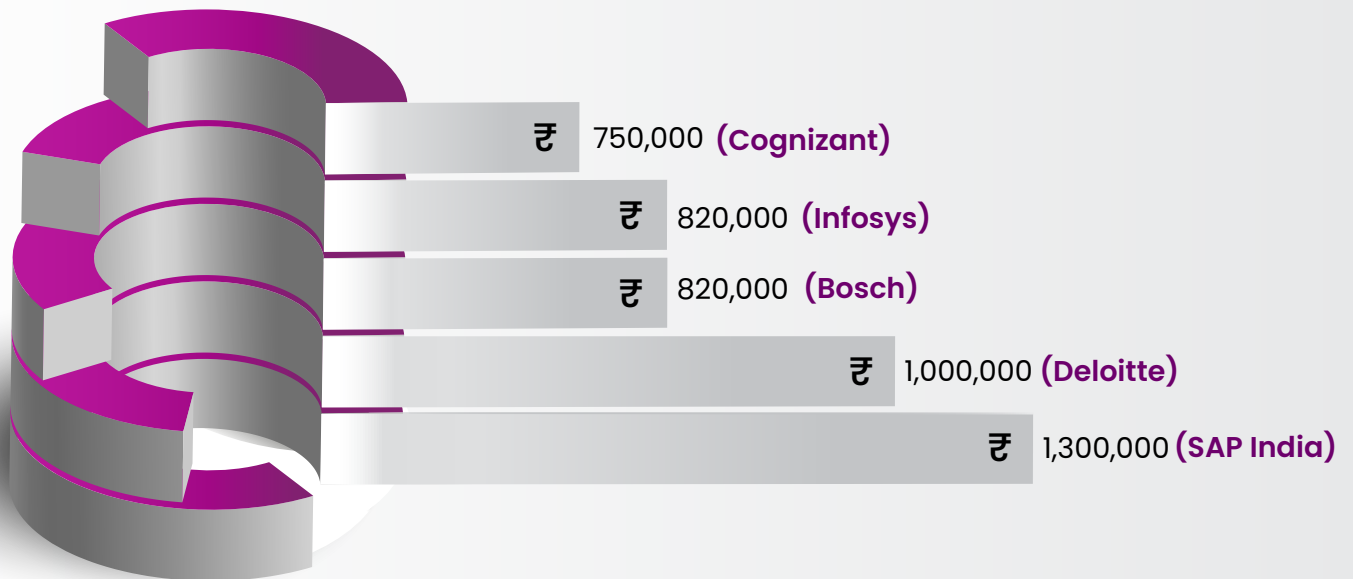 ₹ 750,000 (Cognizant)
₹ 820,000 (Infosys)
₹ 820,000 (Bosch)
₹ 1,000,000 (Deloitte)
₹ 1,300,000 (SAP India)